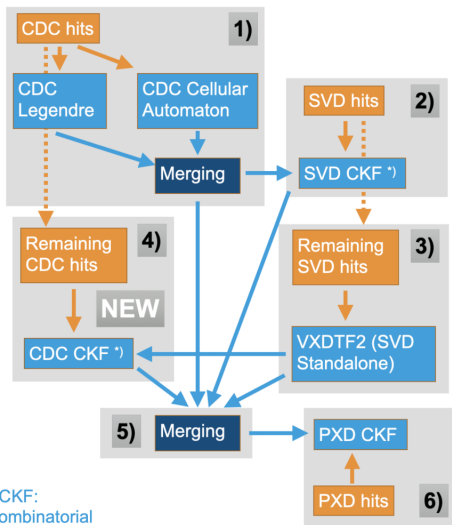 CDC hits
1)
CDC
Legendre
CDC Cellular
Automaton
Merging
SVD hits
2)
SVD CKF *)
Remaining
CDC hits
4)
NEW
CDC CKF *)
Remaining
SVD hits
3)
VXDTF2 (SVD
Standalone)
5)
Merging
PXD CKF
PXD hits
6)
CKF:
ombinatorial